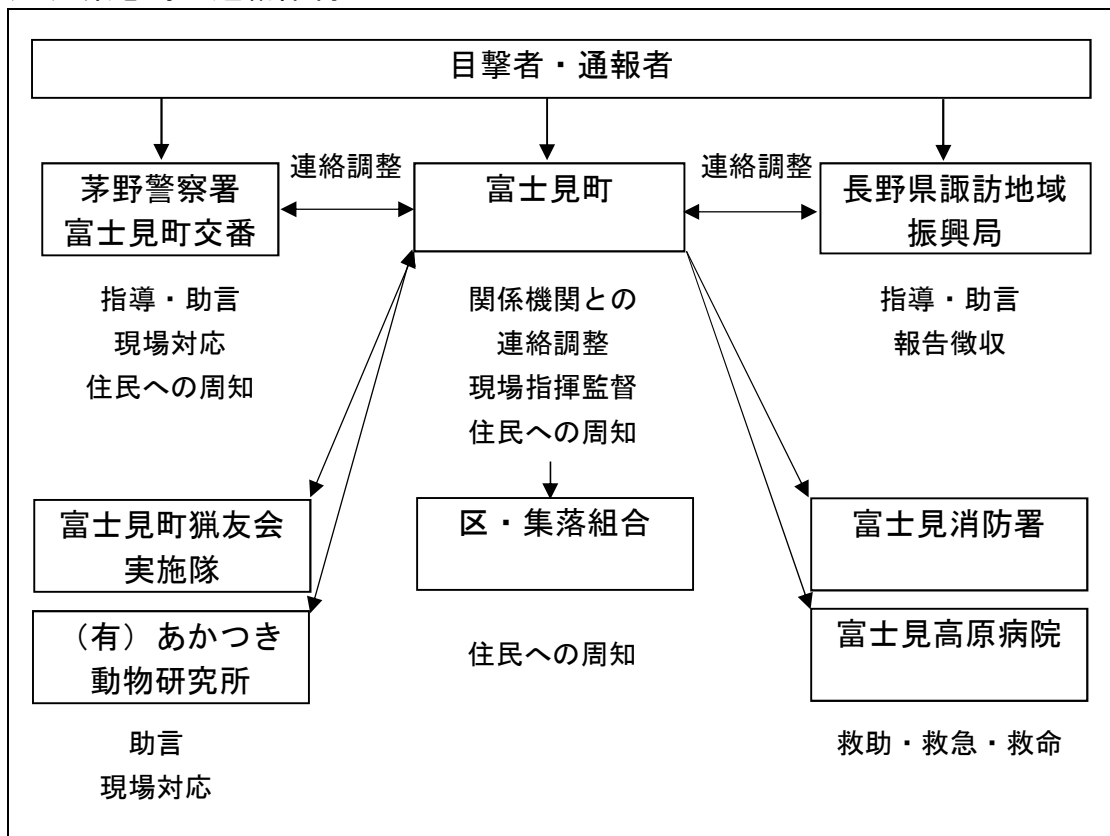 目撃者・通報者
連絡調整
連絡調整
茅野警察署
富士見町交番
富士見町
長野県諏訪地域
振興局
指導・助言
現場対応
住民への周知
関係機関との
連絡調整
現場指揮監督
住民への周知
指導・助言
報告徴収
富士見町猟友会
実施隊
区・集落組合
富士見消防署
（有）あかつき
動物研究所
住民への周知
富士見高原病院
助言
現場対応
救助・救急・救命